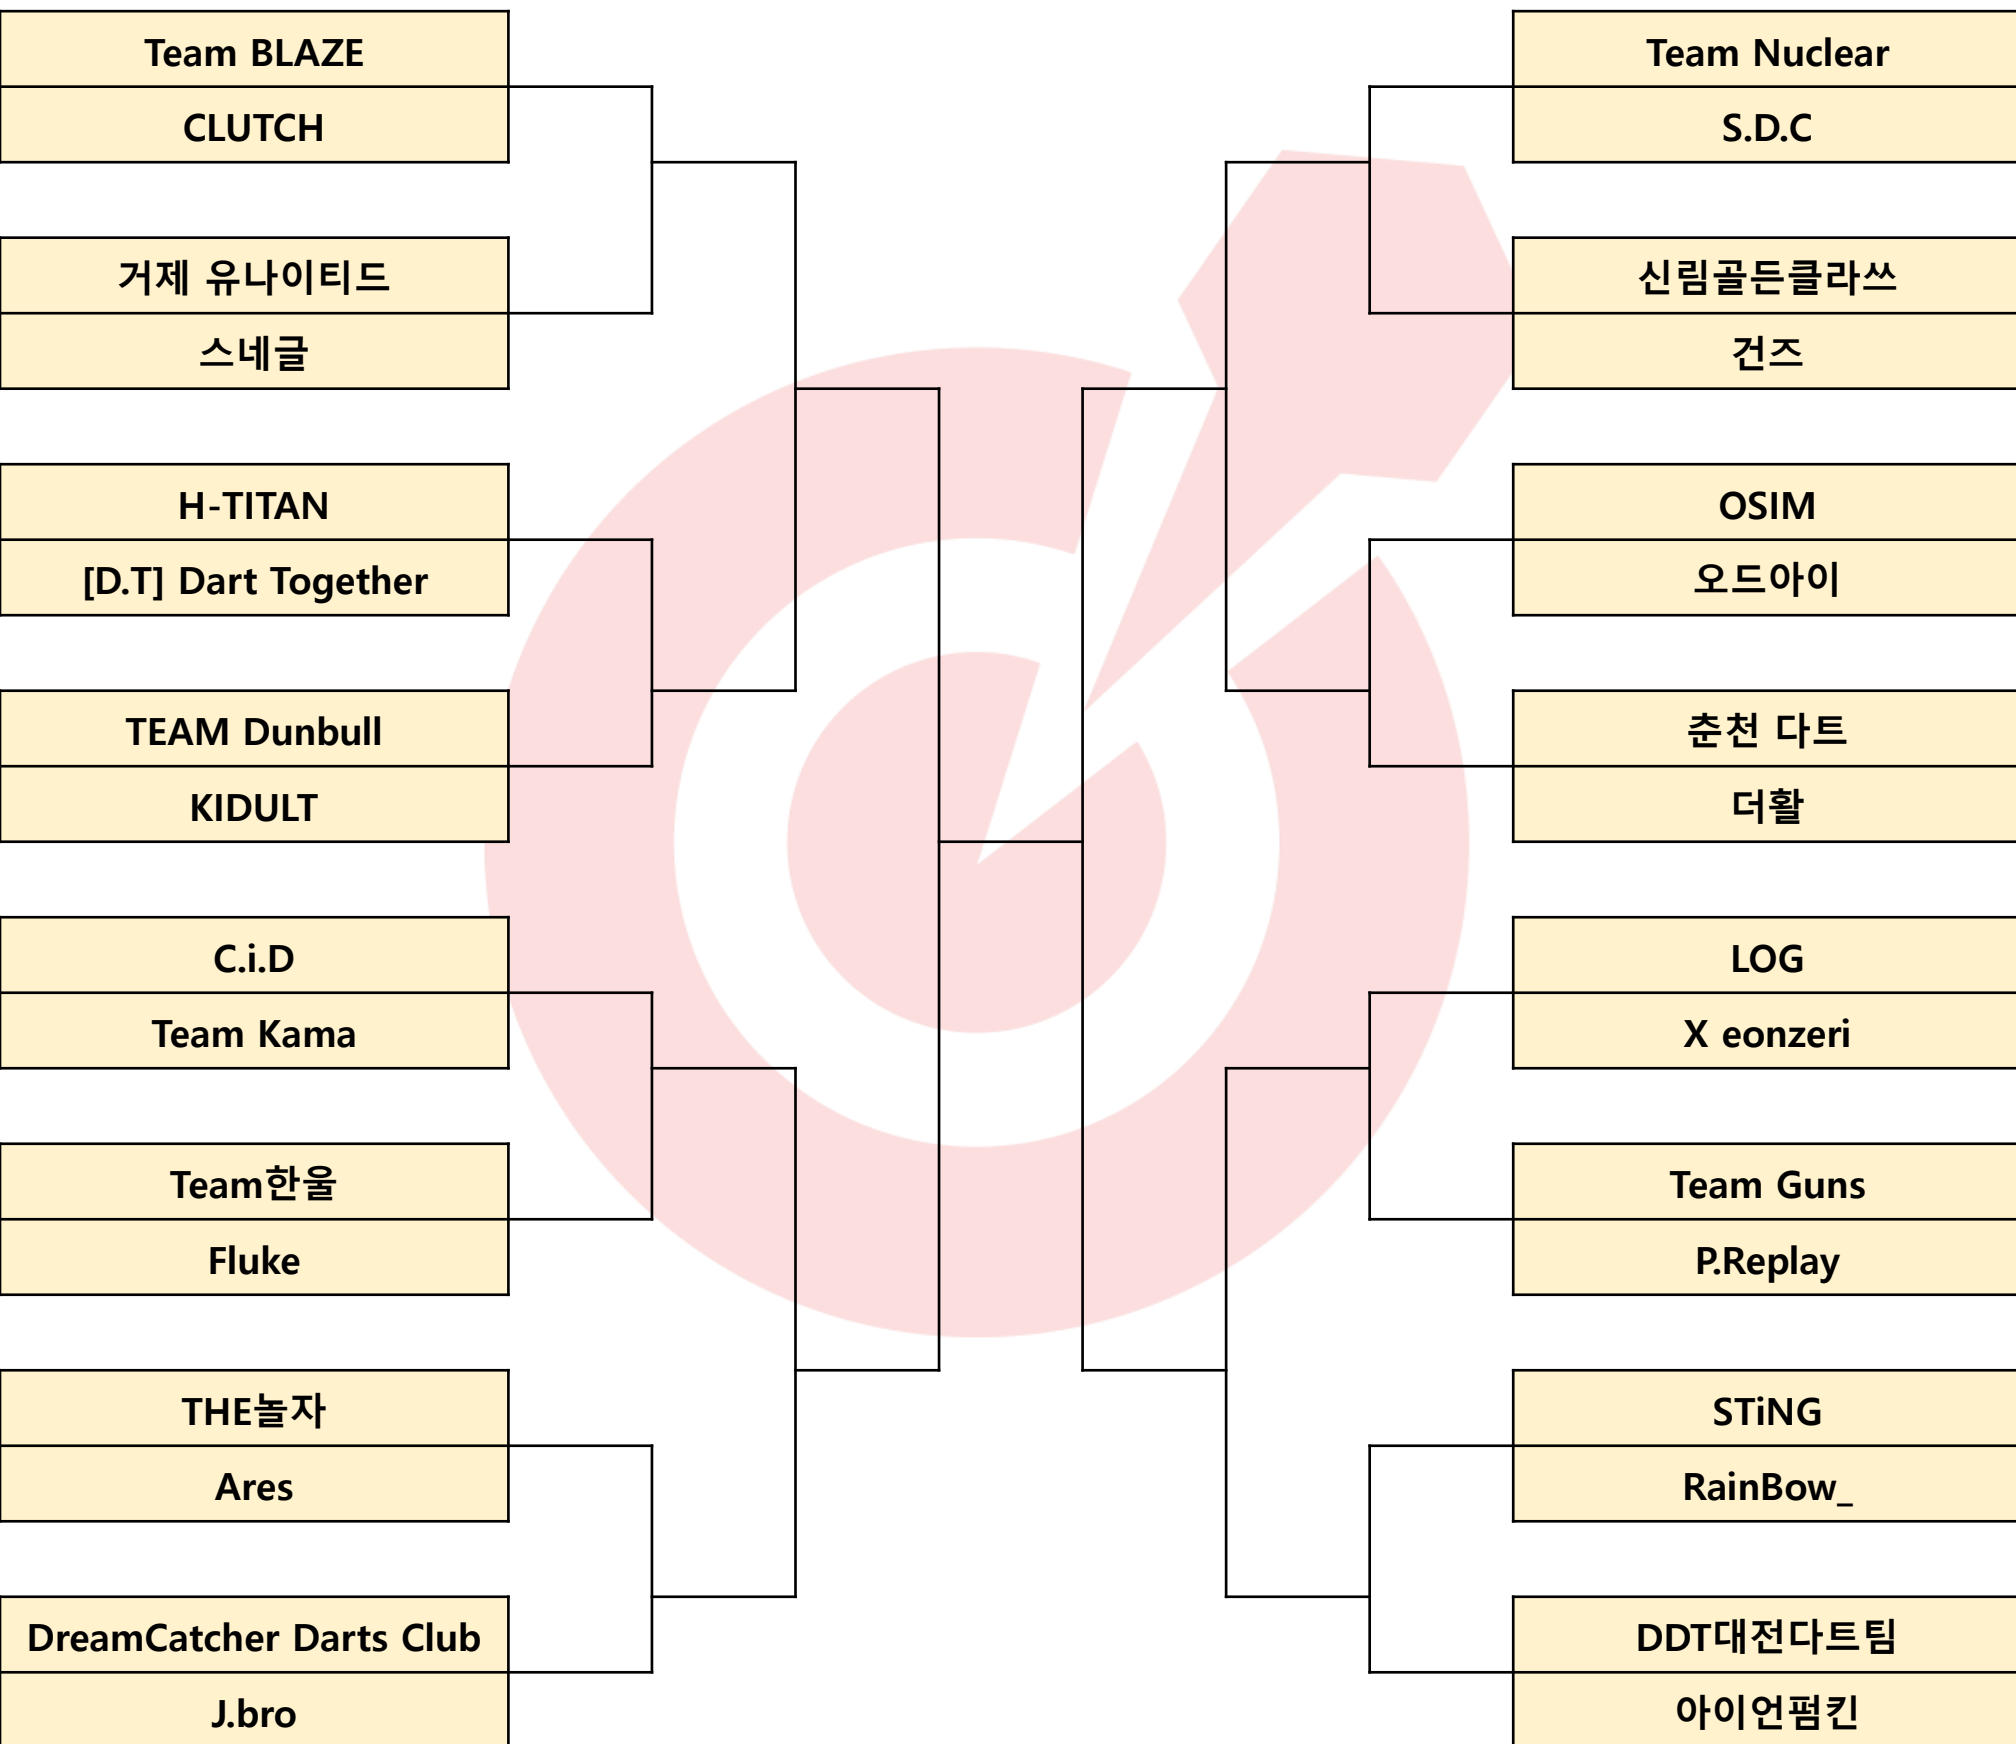 Team BLAZE
CLUTCH
거제 유나이티드
스네글
H-TITAN
[D.T] Dart Together
TEAM Dunbull
KIDULT
C.i.D
Team Kama
Team한울
Fluke
THE놀자
Ares
DreamCatcher Darts Club
J.bro
Team Nuclear
S.D.C
신림골든클라쓰
건즈
OSIM
오드아이
춘천 다트
더활
LOG
X eonzeri
Team Guns
P.Replay
STiNG
RainBow_
DDT대전다트팀
아이언펌킨